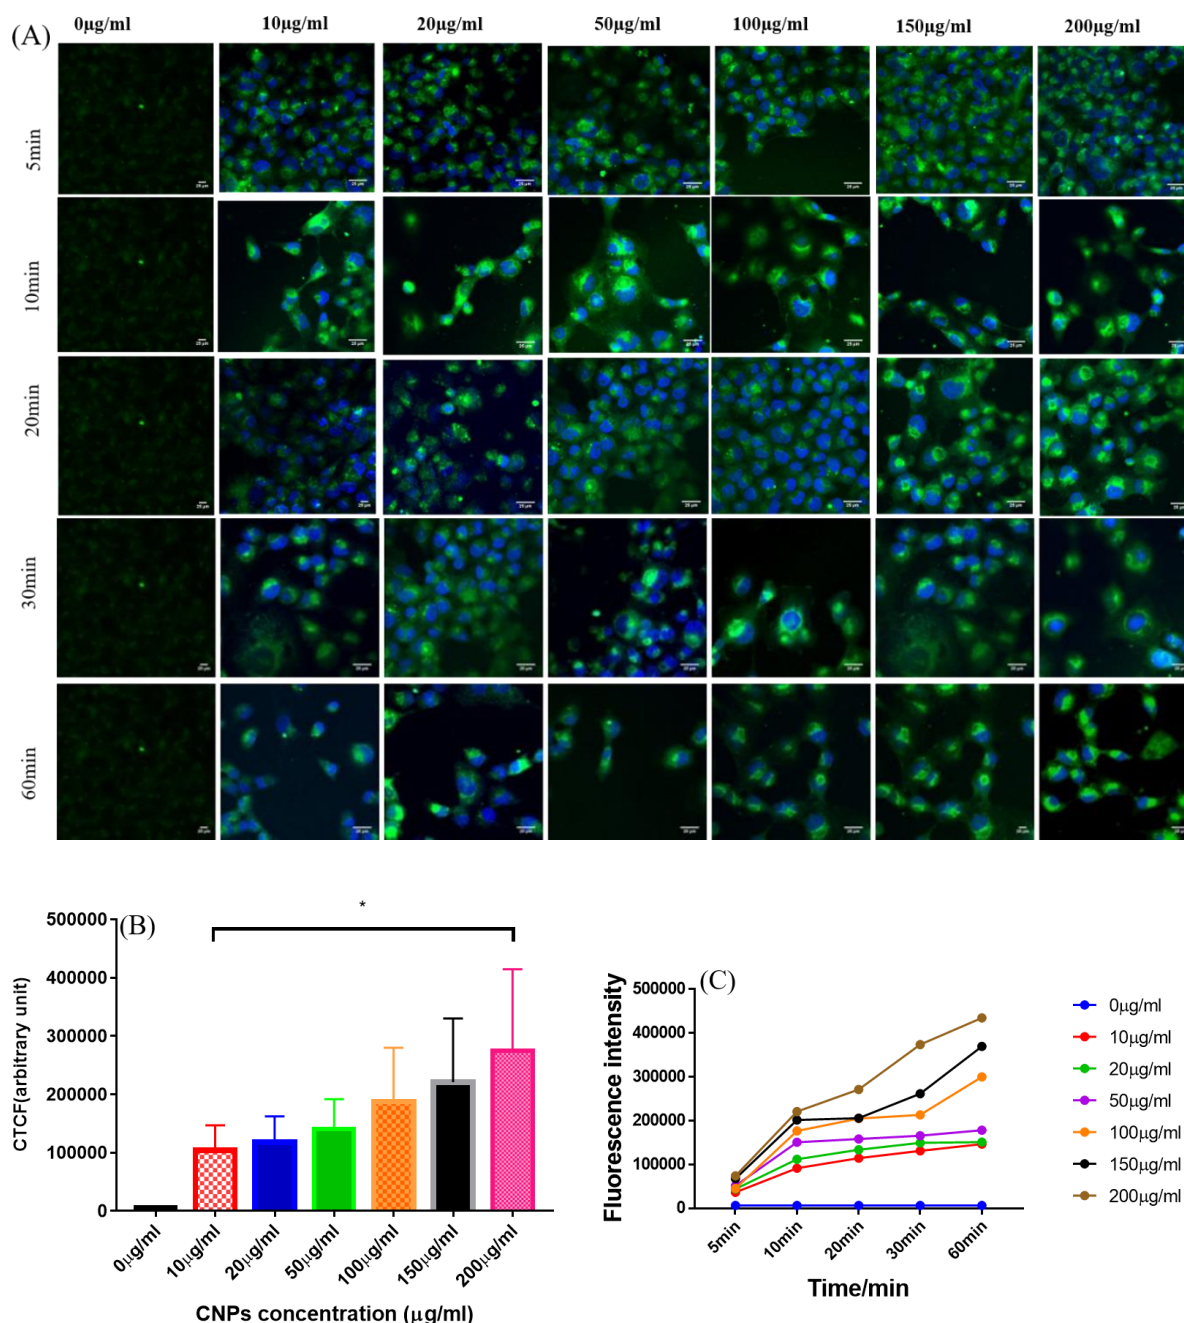 0µg/ml 10µg/ml 20µg/ml 50µg/ml 100µg/ml 150µg/ml 200µg/ml
(A)
5min
10min
20min
30min
60min
(B)
*
500000
400000
300000
200000
100000
0
CTCF(arbitrary unit)
0µg/ml 10µg/ml 20µg/ml 50µg/ml 100µg/ml 150µg/ml 200µg/ml
CNPs concentration (µg/ml)
(C)
500000
400000
300000
200000
100000
0
Fluorescence intensity
5min 10min 20min 30min 60min
Time/min
0µg/ml
10µg/ml
20µg/ml
50µg/ml
100µg/ml
150µg/ml
200µg/ml